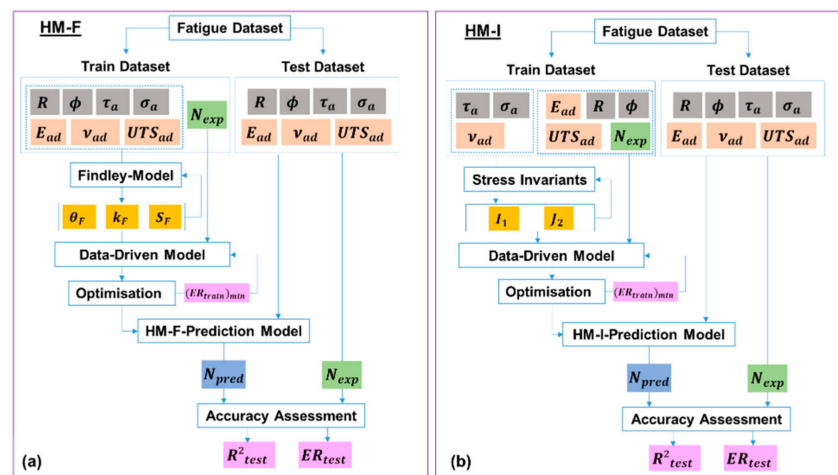 HM-F
Fatigue Dataset
Train Dataset
Test Dataset
R ϕ τa σa
Nexp
Ead νad UTSad
R ϕ τa σa
Ead νad UTSad
Findley-Model
θF kF SF
Data-Driven Model
Optimisation
(ERtrain)min
HM-F-Prediction Model
Npred
Nexp
Accuracy Assessment
R²test
ERtest
(a)
HM-I
Fatigue Dataset
Train Dataset
Test Dataset
τa σa
νad
Ead R ϕ
UTSad Nexp
R ϕ τa σa
Ead νad UTSad
Stress Invariants
I1 J2
Data-Driven Model
Optimisation
(ERtrain)min
HM-I-Prediction Model
Npred
Nexp
Accuracy Assessment
R²test
ERtest
(b)